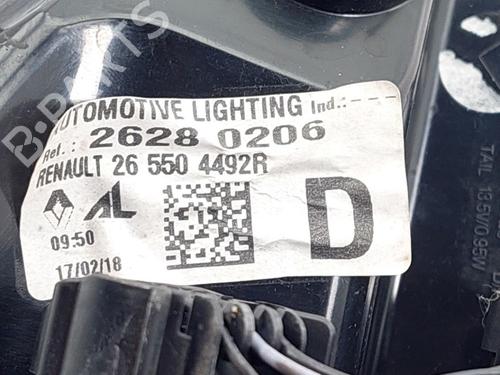 AUTOMOTIVE LIGHTING Ind.:---
Ref.: 2628 0206
RENAULT 26 550 4492R
AL
09:50
17/02/18
D
TAIL 13.5V/0.95W
B-PARTS